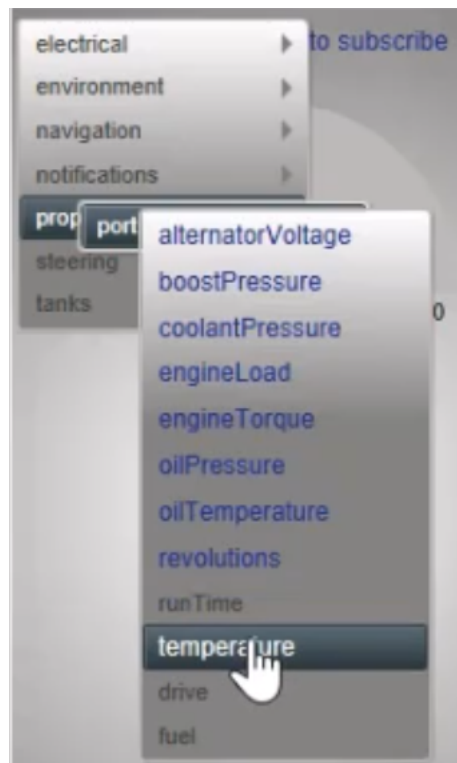 electrical
to subscribe
environment
navigation
notifications
prop
port
steering
tanks
0
alternatorVoltage
boostPressure
coolantPressure
engineLoad
engineTorque
oilPressure
oilTemperature
revolutions
runTime
temperature
drive
fuel